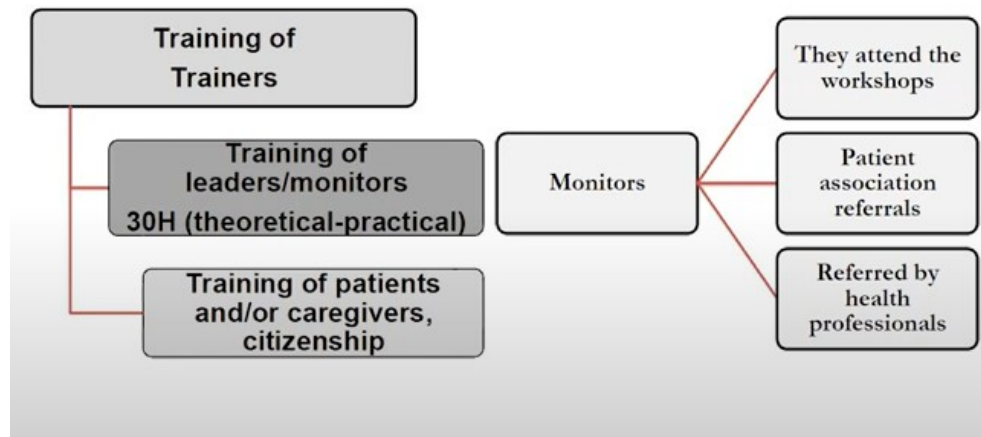 Training of
Trainers
Training of
leaders/monitors
30H (theoretical-practical)
Training of patients
and/or caregivers,
citizenship
Monitors
They attend the
workshops
Patient
association
referrals
Referred by
health
professionals